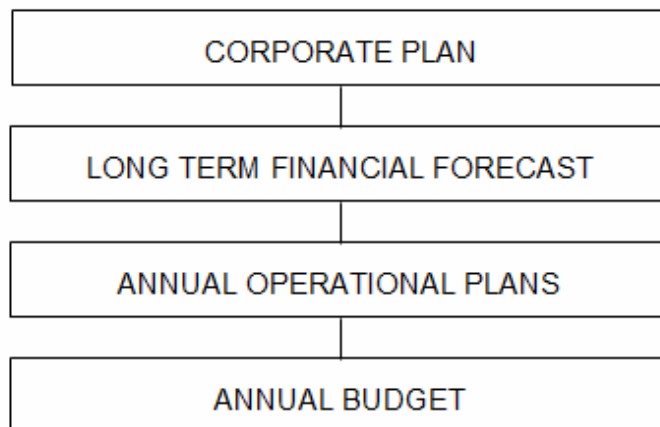 CORPORATE PLAN
LONG TERM FINANCIAL FORECAST
ANNUAL OPERATIONAL PLANS
ANNUAL BUDGET